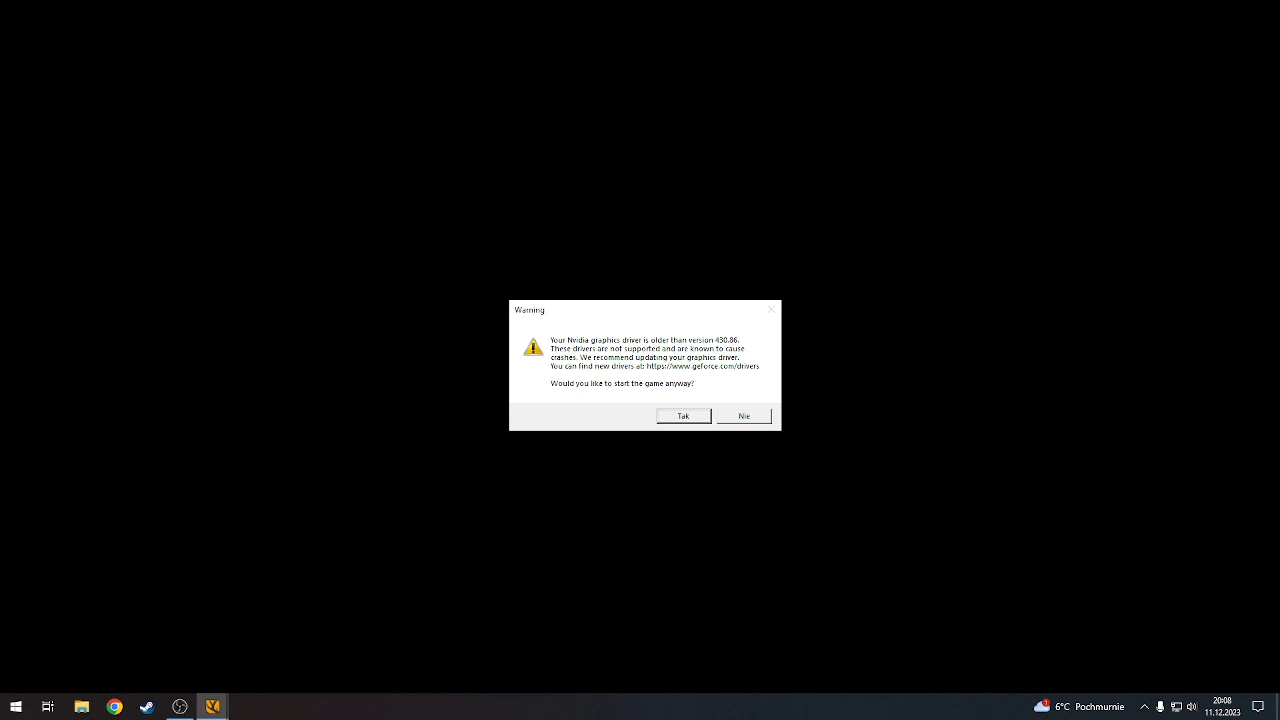 Warning
Your Nvidia graphics driver is older than version 430.86.
These drivers are not supported and are known to cause
crashes. We recommend updating your graphics driver.
You can find new drivers at: https://www.geforce.com/drivers
Would you like to start the game anyway?
Tak
Nie
1
6°C Pochmurnie
20:08
11.12.2023